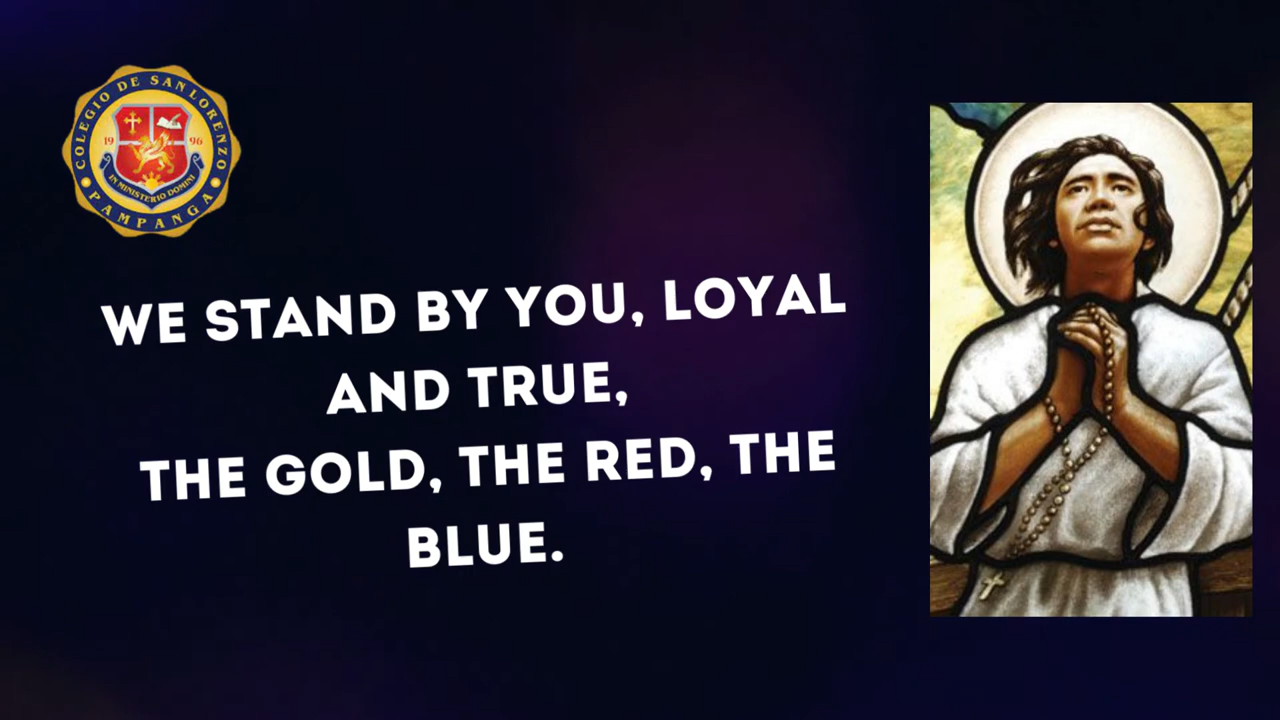 COLEGIO DE SAN LORENZO
19 96
IN MINISTERIO DOMINI
PAMPANGA
WE STAND BY YOU, LOYAL
AND TRUE,
THE GOLD, THE RED, THE
BLUE.